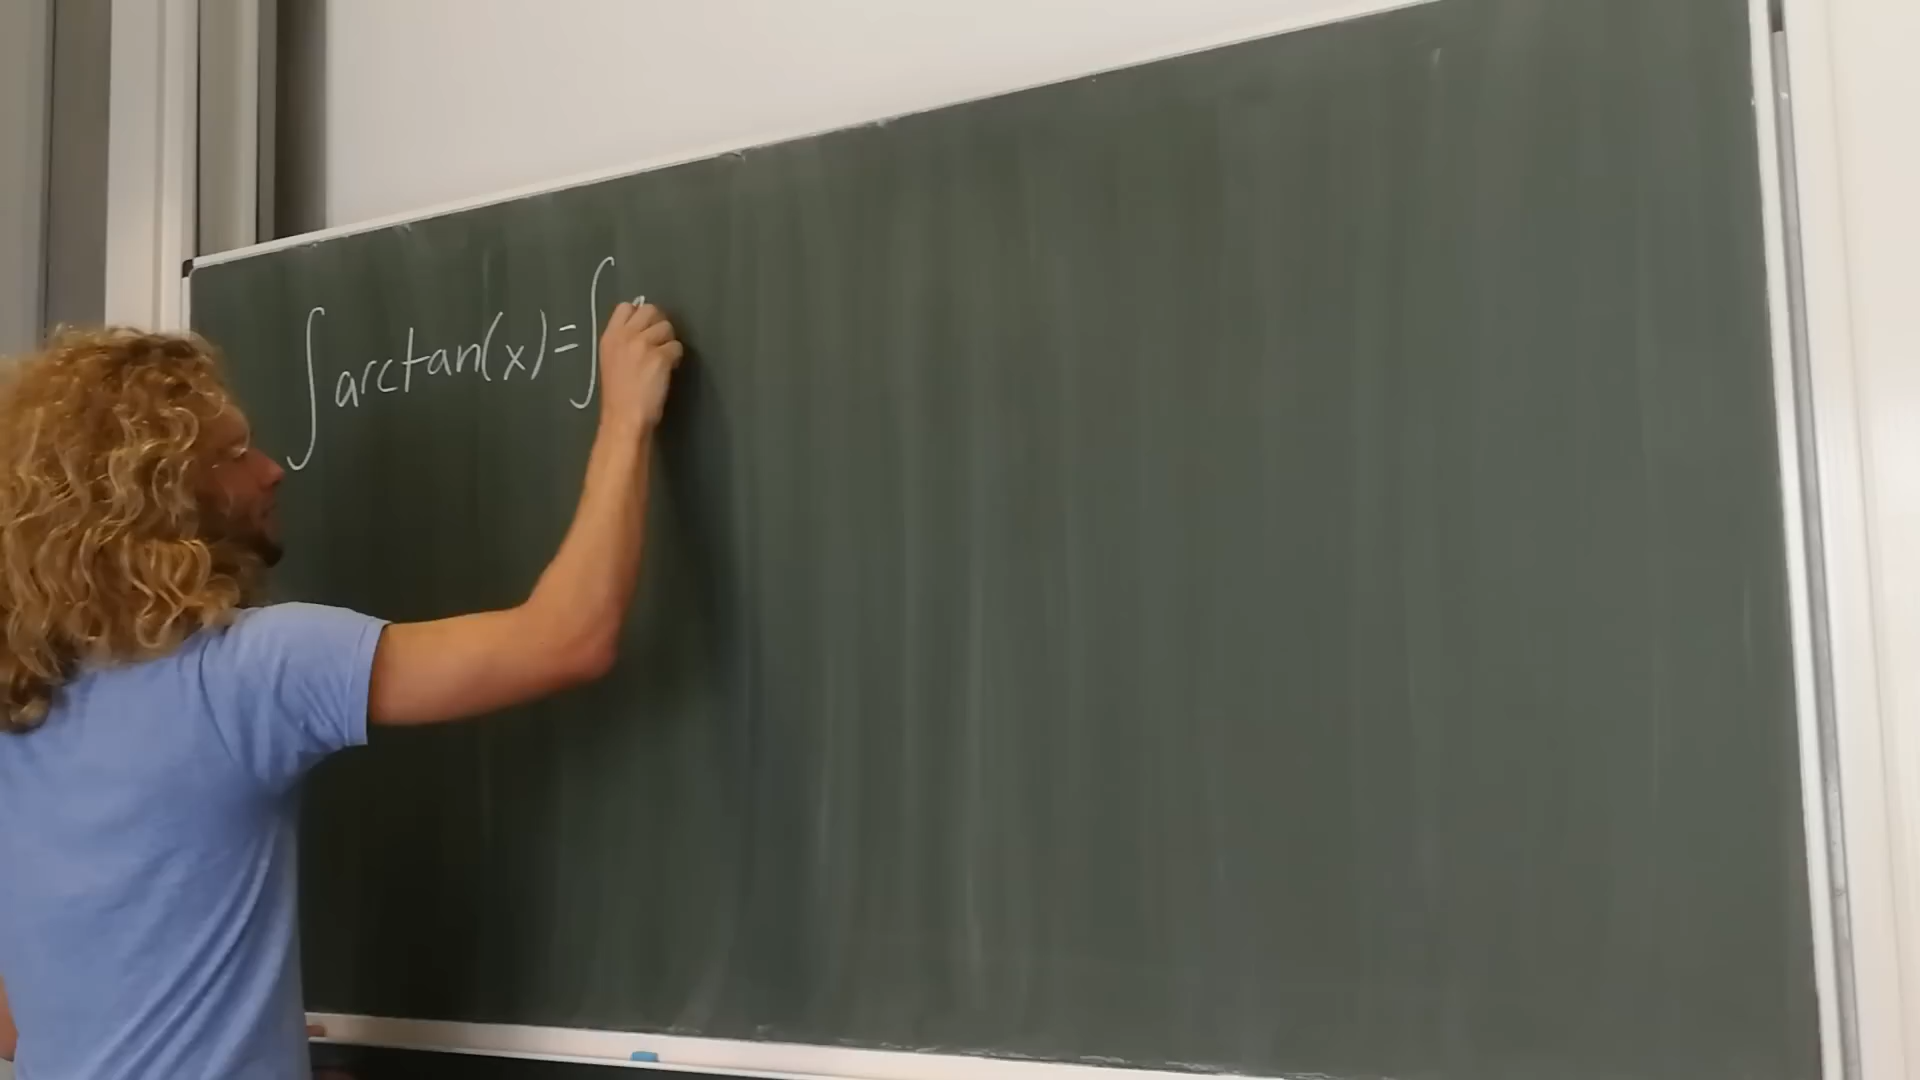 ∫ arctan(x) = ∫